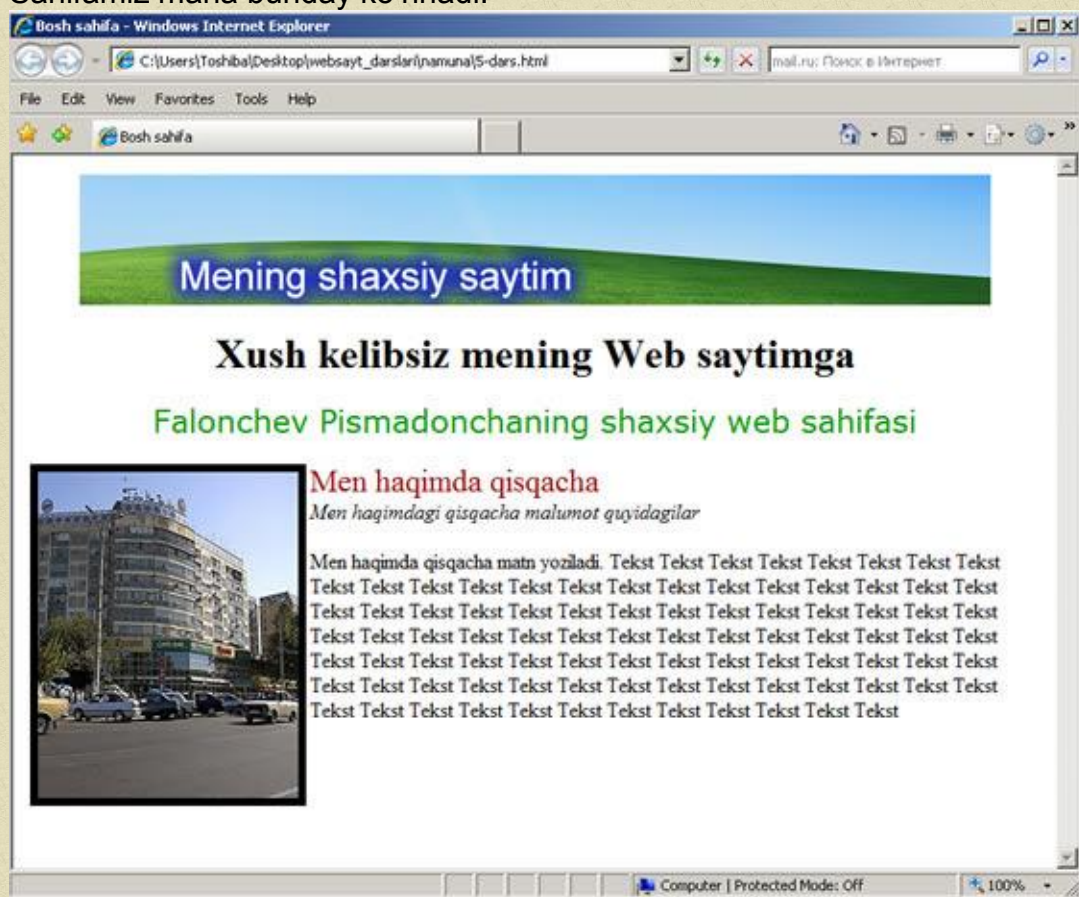 Sahifamiz mana bunday ko'rinadi.
Bosh sahifa - Windows Internet Explorer
C:\Users\Toshiba\Desktop\websayt_darslari\namuna\5-dars.html
mail.ru: Поиск в Интернет
File Edit View Favorites Tools Help
Bosh sahifa
Mening shaxsiy saytim
Xush kelibsiz mening Web saytimga
Falonchev Pismadonchaning shaxsiy web sahifasi
Men haqimda qisqacha
Men haqimdagi qisqacha malumot quyidagilar
Men haqimda qisqacha matn yoziladi. Tekst Tekst Tekst Tekst Tekst Tekst Tekst Tekst
Tekst Tekst Tekst Tekst Tekst Tekst Tekst Tekst Tekst Tekst Tekst Tekst Tekst Tekst
Tekst Tekst Tekst Tekst Tekst Tekst Tekst Tekst Tekst Tekst Tekst Tekst Tekst Tekst
Tekst Tekst Tekst Tekst Tekst Tekst Tekst Tekst Tekst Tekst Tekst Tekst Tekst Tekst
Tekst Tekst Tekst Tekst Tekst Tekst Tekst Tekst Tekst Tekst Tekst Tekst Tekst Tekst
Tekst Tekst Tekst Tekst Tekst Tekst Tekst Tekst Tekst Tekst Tekst Tekst Tekst Tekst
Tekst Tekst Tekst Tekst Tekst Tekst Tekst Tekst Tekst Tekst Tekst Tekst
Computer | Protected Mode: Off
100%